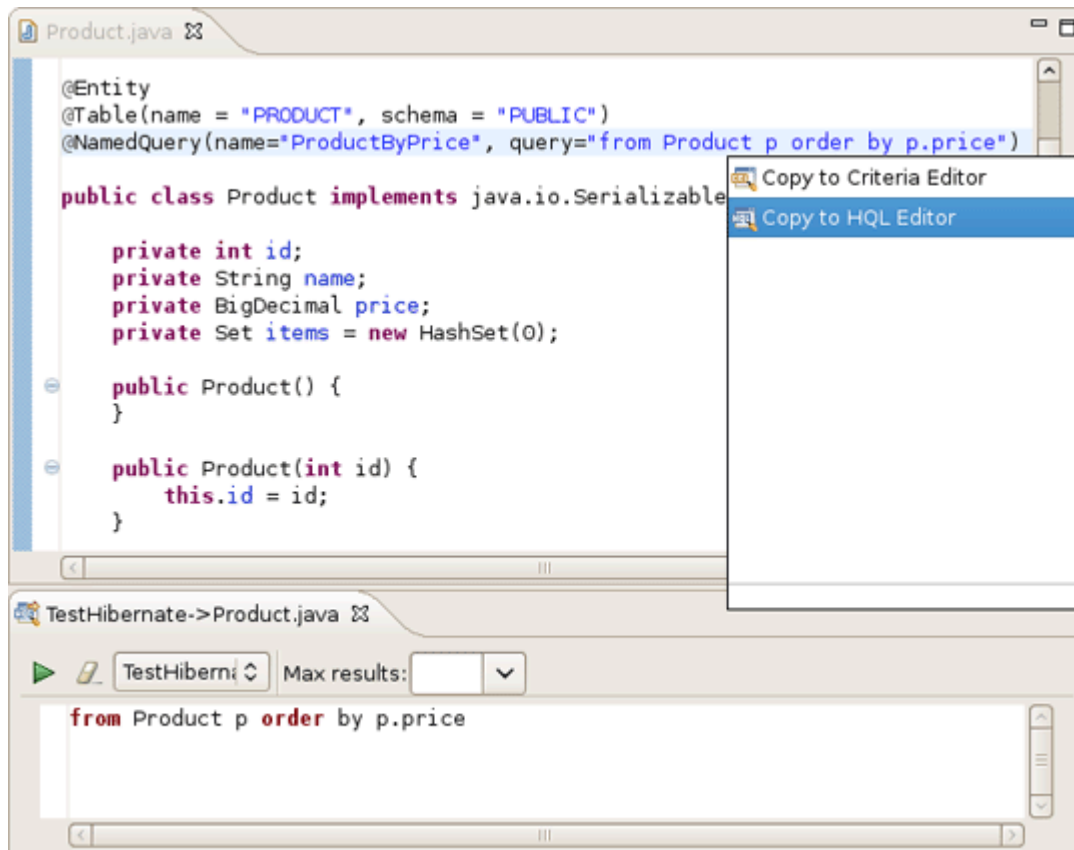 Product.java
@Entity
@Table(name = "PRODUCT", schema = "PUBLIC")
@NamedQuery(name="ProductByPrice", query="from Product p order by p.price")
public class Product implements java.io.Serializable
Copy to Criteria Editor
Copy to HQL Editor
private int id;
private String name;
private BigDecimal price;
private Set items = new HashSet(0);
public Product() {
}
public Product(int id) {
this.id = id;
}
TestHibernate->Product.java
TestHiberna
Max results:
from Product p order by p.price